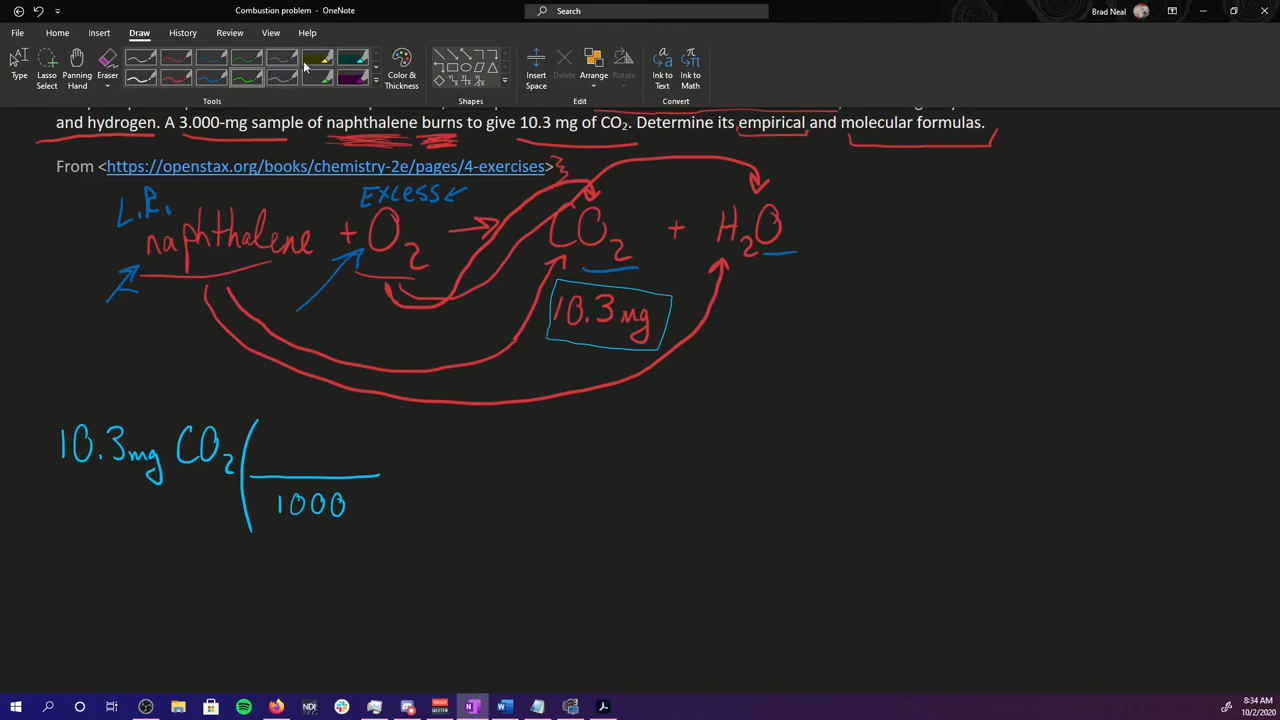 Combustion problem - OneNote
Search
Brad Neal
File Home Insert Draw History Review View Help
Type Lasso Select Panning Hand Eraser Color & Thickness Insert Space Delete Arrange Rotate Ink to Text Ink to Math
Tools Shapes Edit Convert
and hydrogen. A 3.000-mg sample of naphthalene burns to give 10.3 mg of CO₂. Determine its empirical and molecular formulas.
From <https://openstax.org/books/chemistry-2e/pages/4-exercises>
L.R. Excess
naphthalene + O₂ → CO₂ + H₂O
10.3 mg
10.3 mg CO₂ (
1000
8:34 AM
10/2/2020